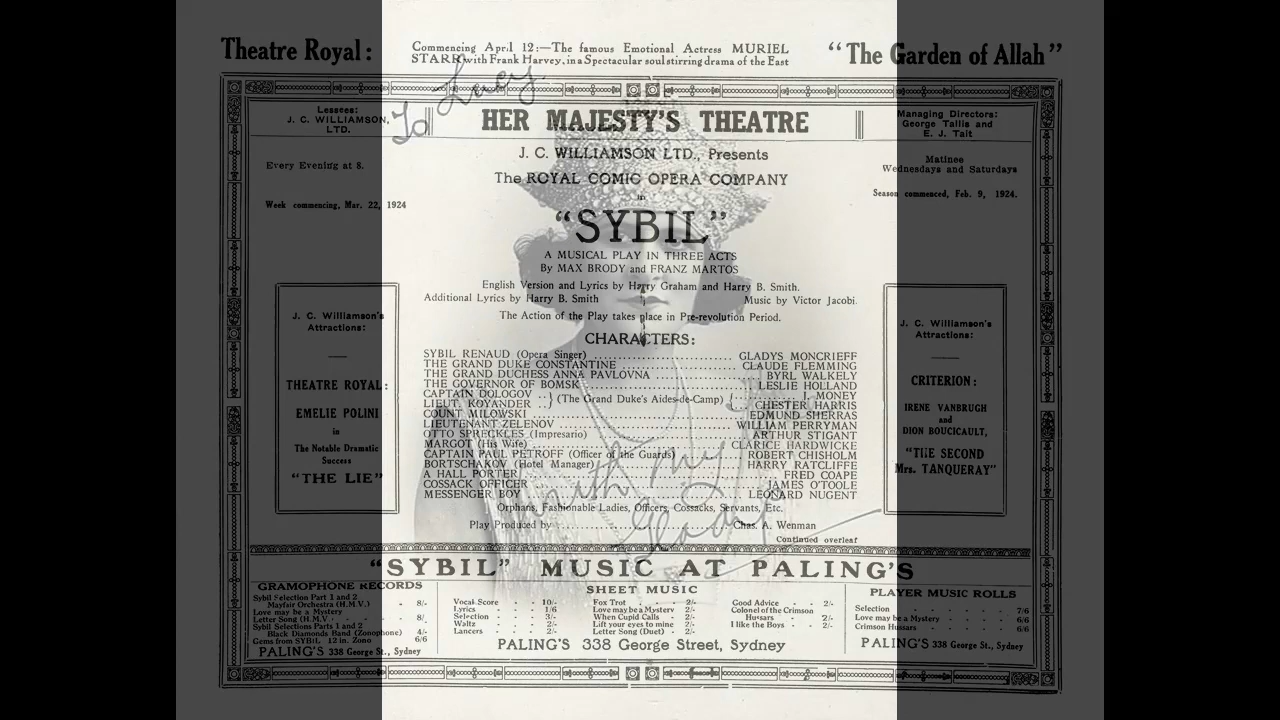 Theatre Royal:
Commencing April 12:—The famous Emotional Actress MURIEL
STARR with Frank Harvey, in a Spectacular soul stirring drama of the East
"The Garden of Allah"
To Lucy.
Lessees:
J. C. WILLIAMSON,
LTD.
Every Evening at 8.
Week commencing, Mar. 22, 1924
HER MAJESTY'S THEATRE
Managing Directors:
George Tallis and
E. J. Tait
Matinee
Wednesdays and Saturdays
Season commenced, Feb. 9, 1924.
J. C. WILLIAMSON LTD., Presents
The ROYAL COMIC OPERA COMPANY
in
"SYBIL"
A MUSICAL PLAY IN THREE ACTS
By MAX BRODY and FRANZ MARTOS
English Version and Lyrics by Harry Graham and Harry B. Smith.
Additional Lyrics by Harry B. Smith Music by Victor Jacobi.
The Action of the Play takes place in Pre-revolution Period.
CHARACTERS:
SYBIL RENAUD (Opera Singer) GLADYS MONCRIEFF
THE GRAND DUKE CONSTANTINE CLAUDE FLEMMING
THE GRAND DUCHESS ANNA PAVLOVNA BYRL WALKELY
THE GOVERNOR OF BOMSK LESLIE HOLLAND
CAPTAIN DOLOGOV (The Grand Duke's Aides-de-Camp) J. MONEY
LIEUT. KOYANDER CHESTER HARRIS
COUNT MILOWSKI EDMUND SHERRAS
LIEUTENANT ZELENOV WILLIAM PERRYMAN
OTTO SPRECKLES (Impresario) ARTHUR STIGANT
MARGOT (His Wife) CLARICE HARDWICKE
CAPTAIN PAUL PETROFF (Officer of the Guards) ROBERT CHISHOLM
BORTSCHAKOV (Hotel Manager) HARRY RATCLIFFE
A HALL PORTER FRED COAPE
COSSACK OFFICER JAMES O'TOOLE
MESSENGER BOY LEONARD NUGENT
Orphans, Fashionable Ladies, Officers, Cossacks, Servants, Etc.
Play Produced by Chas. A. Wenman
Continued overleaf
With my
J. C. Williamson's
Attractions:
THEATRE ROYAL:
EMELIE POLINI
in
The Notable Dramatic
Success
"THE LIE"
J. C. Williamson's
Attractions:
CRITERION:
IRENE VANBRUGH
and
DION BOUCICAULT,
"THE SECOND
Mrs. TANQUERAY"
"SYBIL" MUSIC AT PALING'S
GRAMOPHONE RECORDS
Sybil Selection Part 1 and 2
Mayfair Orchestra (H.M.V.) - 8/-
Love may be a Mystery
Letter Song (H.M.V. - - 8/-
Sybil Selections Parts 1 and 2
Black Diamonds Band (Zonophone) 4/-
Gems from SYBIL 12 in. Zono 6/6
PALING'S 338 George St., Sydney
SHEET MUSIC
Vocal Score - - 10/-
Lyrics - - - 1/6
Selection - - 3/-
Waltz - - - 2/-
Lancers - - - 2/-
Fox Trot - - - 2/-
Love may be a Mystery 2/-
When Cupid Calls - 2/-
Lift your eyes to mine 2/-
Letter Song (Duet) - 2/-
Good Advice - - 2/-
Colonel of the Crimson
Hussars - - 2/-
I like the Boys - - 2/-
PALING'S 338 George Street, Sydney
PLAYER MUSIC ROLLS
Selection - - - - 7/6
Love may be a Mystery - - 6/6
Crimson Hussars - - - 6/6
PALING'S 338 George St., Sydney